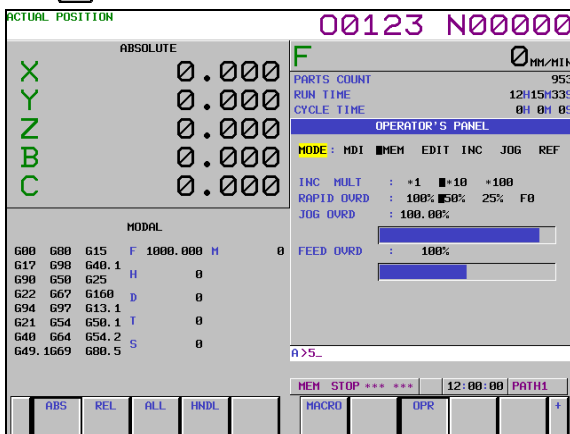 ACTUAL POSITION
O0123 N00000
ABSOLUTE
X 0.000
Y 0.000
Z 0.000
B 0.000
C 0.000
F 0 MM/MIN
PARTS COUNT 953
RUN TIME 12H15M33S
CYCLE TIME 0H 0M 0S
OPERATOR'S PANEL
MODE : MDI MEM EDIT INC JOG REF
INC MULT : *1 *10 *100
RAPID OVRD : 100% 50% 25% F0
JOG OVRD : 100.00%
FEED OVRD : 100%
MODAL
G00 G80 G15 F 1000.000 M 0
G17 G98 G40.1
G90 G50 G25 H 0
G22 G67 G160 D 0
G94 G97 G13.1
G21 G54 G50.1 T 0
G40 G64 G54.2 S 0
G49.1 G69 G80.5
A>5_
MEM STOP *** *** 12:00:00 PATH1
ABS REL ALL HNDL MACRO OPR +